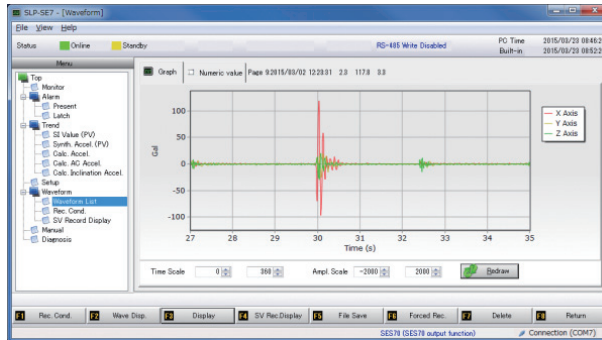 SLP-SE7 - [Waveform]
File View Help
Status Online Standby RS-485 Write Disabled PC Time 2015/03/23 08:46:2
Built-in 2015/03/23 08:52:2
Menu
Top
Monitor
Alarm
Present
Latch
Trend
SI Value (PV)
Synth. Accel. (PV)
Calc. Accel.
Calc. AC Accel.
Calc. Inclination Accel.
Setup
Waveform
Waveform List
Rec. Cond.
SV Record Display
Manual
Diagnosis
Graph Numeric value Page 9:2015/03/02 12:23:31 2.3 117.8 3.3
Gal
100
50
0
-50
-100
27 28 29 30 31 32 33 34 35
Time (s)
X Axis
Y Axis
Z Axis
Time Scale 0 360 Ampl. Scale -2000 2000 Redraw
F1 Rec. Cond. F2 Wave Disp. F3 Display F4 SV Rec.Display F5 File Save F6 Forced Rec. F7 Delete F8 Return
SES70 (SES70 output function) Connection (COM7)